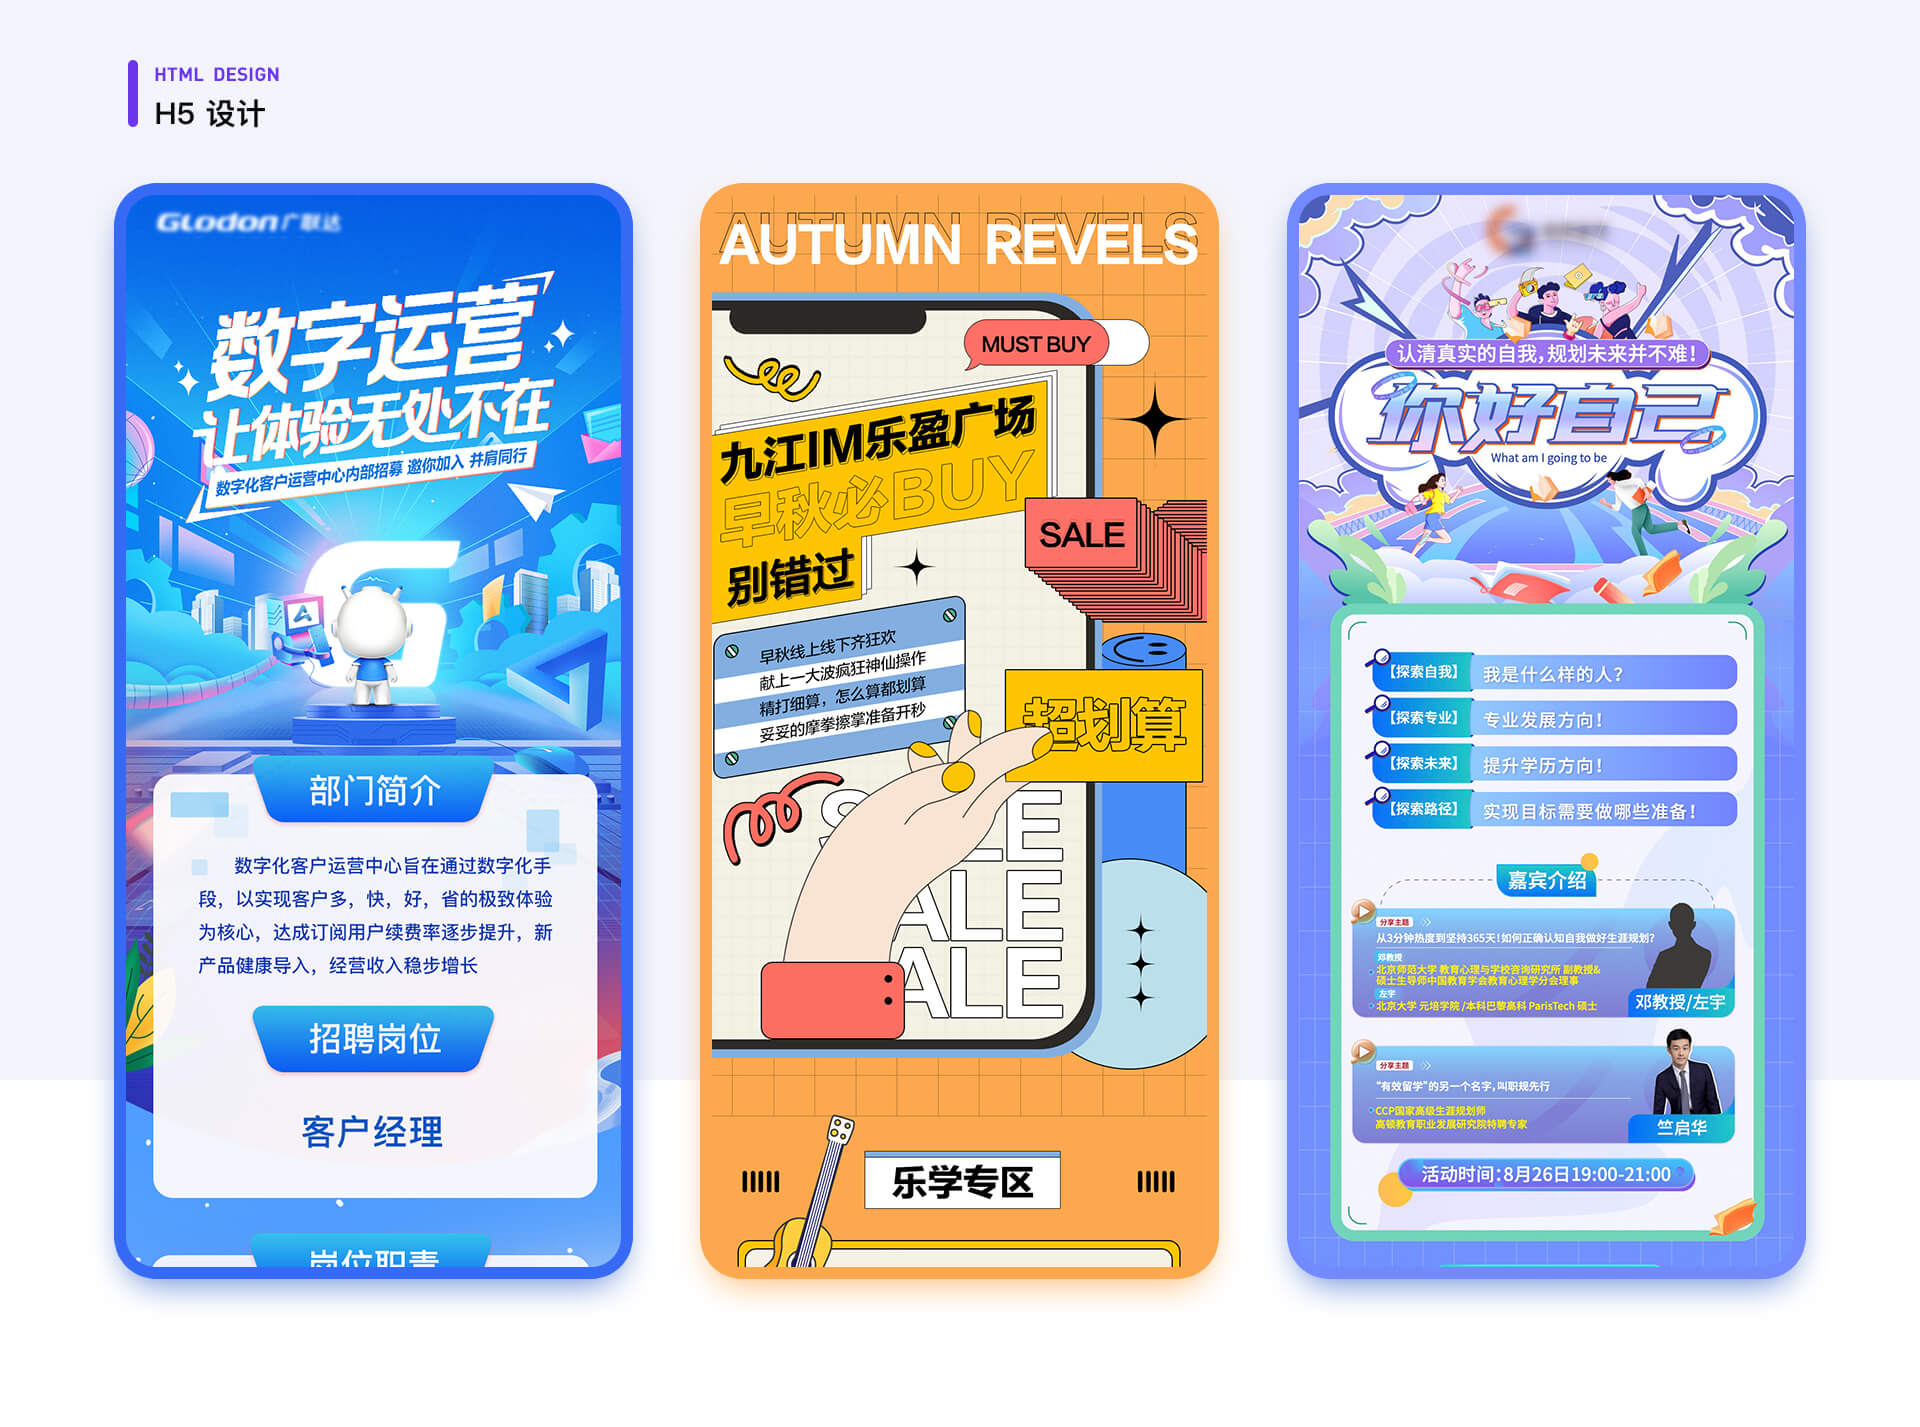 HTML DESIGN
H5 设计
GLodon广联达
数字运营
让体验无处不在
数字化客户运营中心内部招募 邀你加入 并肩同行
部门简介
数字化客户运营中心旨在通过数字化手
段，以实现客户多，快，好，省的极致体验
为核心，达成订阅用户续费率逐步提升，新
产品健康导入，经营收入稳步增长
招聘岗位
客户经理
岗位职责
AUTUMN REVELS
AUTUMN REVELS
MUST BUY
九江IM乐盈广场
早秋必BUY
别错过
SALE
早秋线上线下齐狂欢
献上一大波疯狂神仙操作
精打细算，怎么算都划算
妥妥的摩拳擦掌准备开秒
超划算
SALE
SALE
SALE
乐学专区
认清真实的自我，规划未来并不难！
你好自己
What am I going to be
【探索自我】 我是什么样的人？
【探索专业】 专业发展方向！
【探索未来】 提升学历方向！
【探索路径】 实现目标需要做哪些准备！
嘉宾介绍
分享主题
从3分钟热度到坚持365天！如何正确认知自我做好生涯规划？
邓教授
北京师范大学 教育心理与学校咨询研究所 副教授&
硕士生导师中国教育学会教育心理学分会理事
左宇
北京大学 元培学院 /本科巴黎高科 ParisTech 硕士
邓教授/左宇
分享主题
“有效留学”的另一个名字，叫职规先行
CCP国家高级生涯规划师
高顿教育职业发展研究院特聘专家
竺启华
活动时间：8月26日19:00-21:00